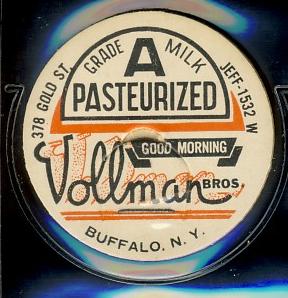 378 GOLD ST. JEFF-1532 W
GRADE A MILK
PASTEURIZED
GOOD MORNING
Vollman BROS.
BUFFALO, N. Y.